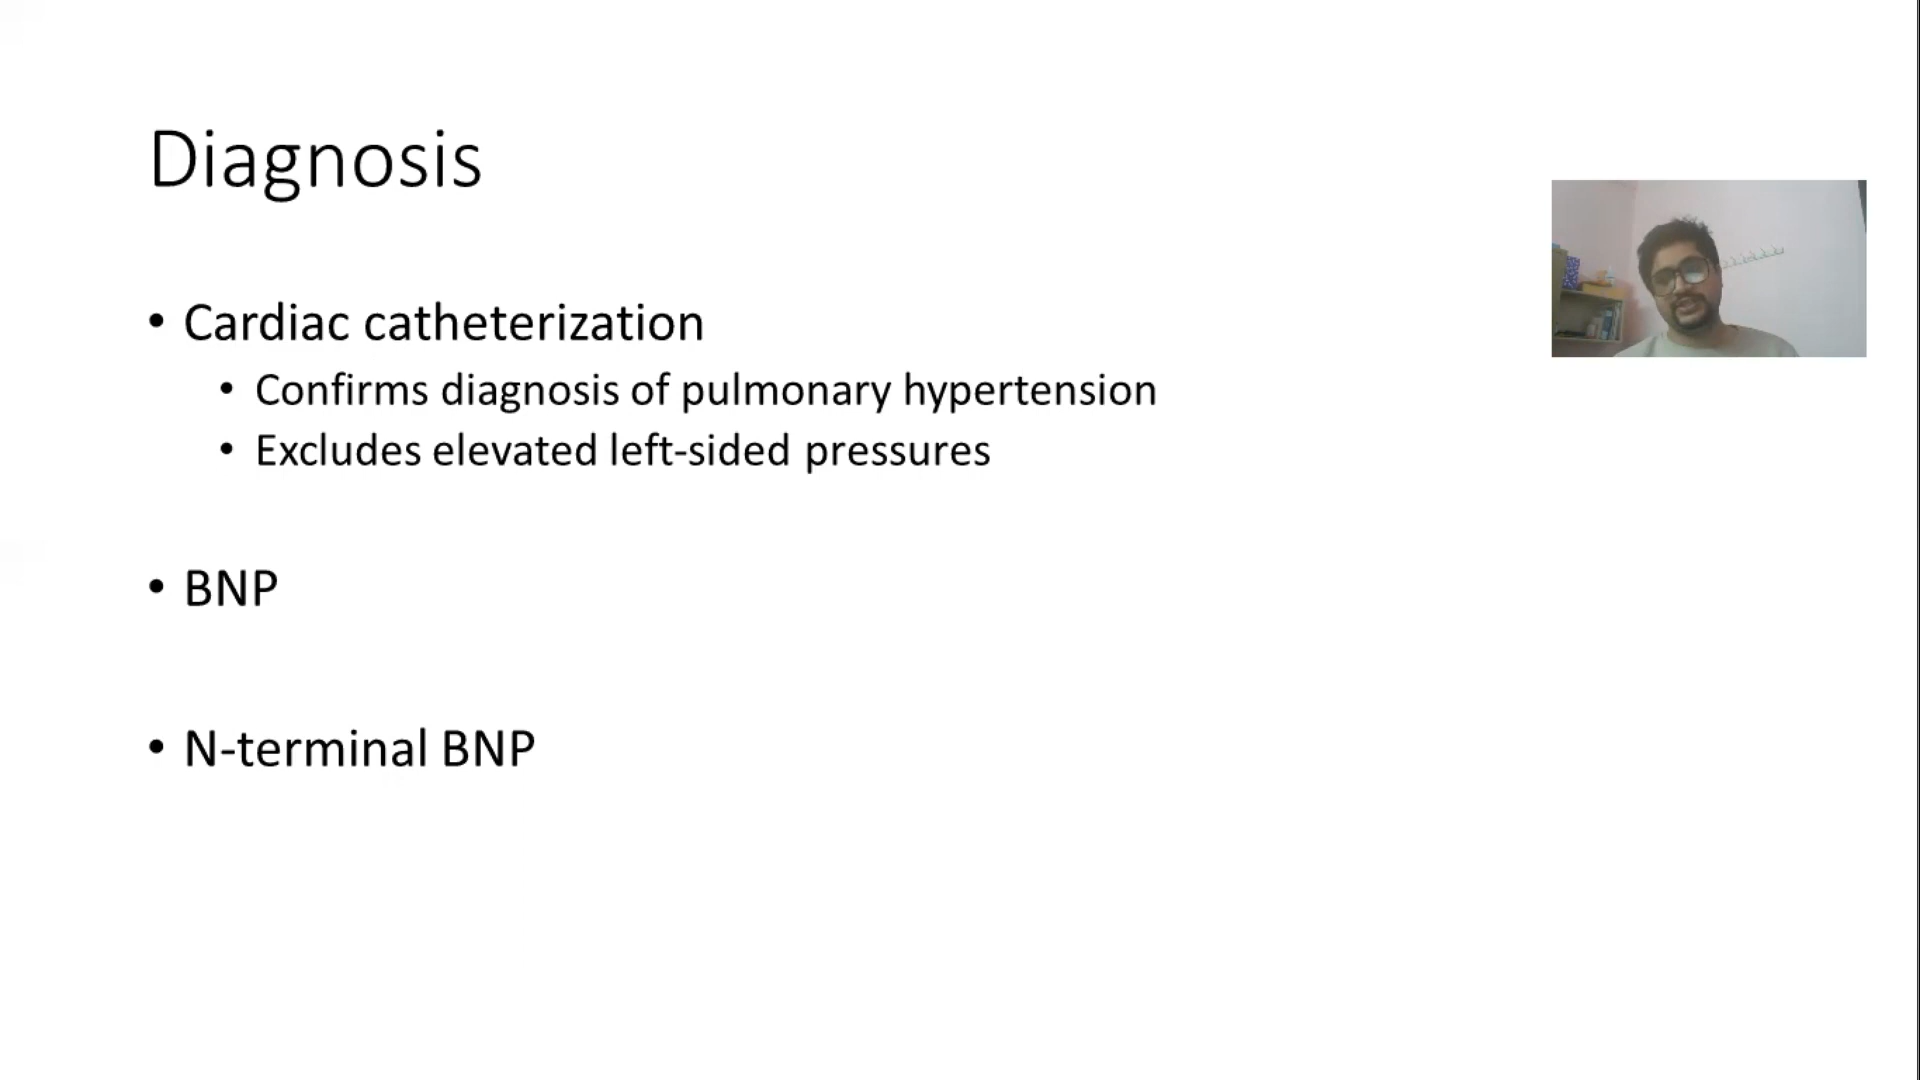 Diagnosis
• Cardiac catheterization
• Confirms diagnosis of pulmonary hypertension
• Excludes elevated left-sided pressures
• BNP
• N-terminal BNP